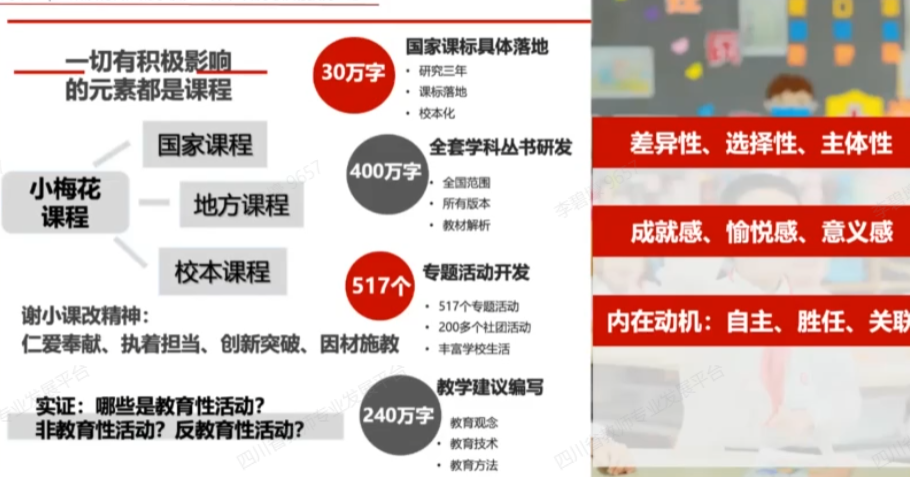 一切有积极影响
的元素都是课程
小梅花
课程
国家课程
地方课程
校本课程
谢小课改精神：
仁爱奉献、执着担当、创新突破、因材施教
实证：哪些是教育性活动？
非教育性活动？反教育性活动？
30万字
国家课标具体落地
• 研究三年
• 课标落地
• 校本化
400万字
全套学科丛书研发
• 全国范围
• 所有版本
• 教材解析
517个
专题活动开发
• 517个专题活动
• 200多个社团活动
• 丰富学校生活
240万字
教学建议编写
教育观念
• 教育技术
• 教育方法
差异性、选择性、主体性
成就感、愉悦感、意义感
内在动机：自主、胜任、关联